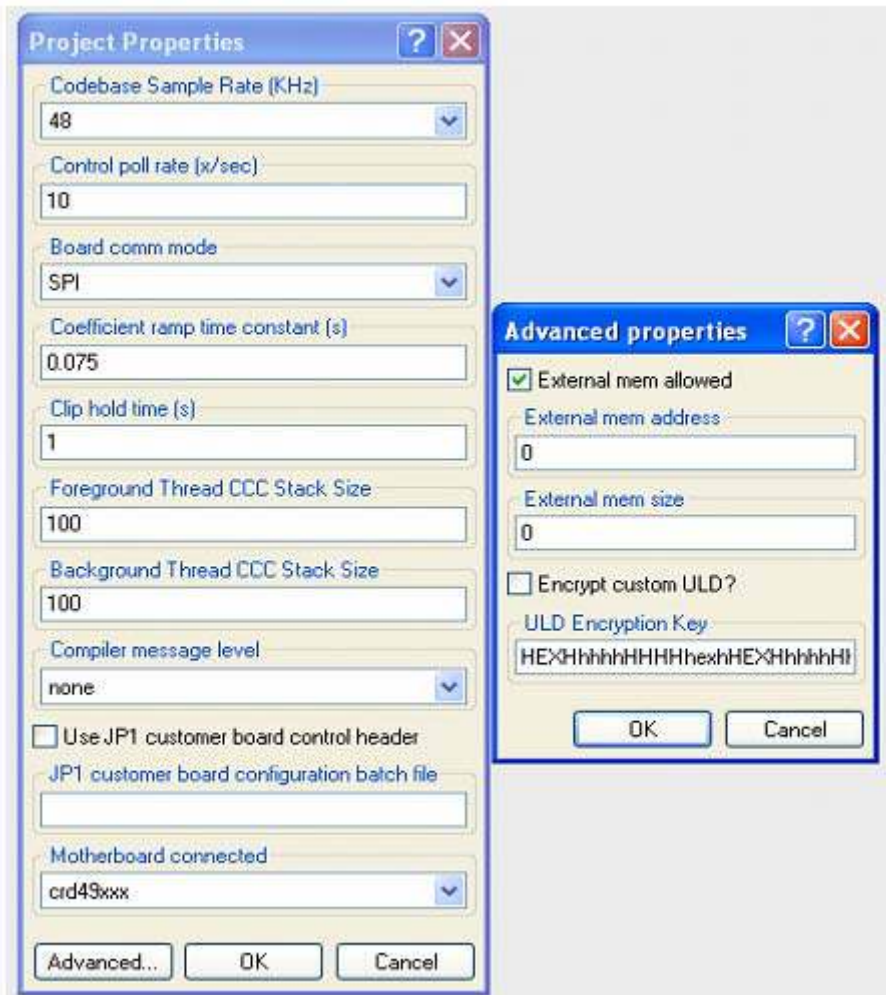 Project Properties
Codebase Sample Rate (KHz)
48
Control poll rate (x/sec)
10
Board comm mode
SPI
Coefficient ramp time constant (s)
0.075
Clip hold time (s)
1
Foreground Thread CCC Stack Size
100
Background Thread CCC Stack Size
100
Compiler message level
none
Use JP1 customer board control header
JP1 customer board configuration batch file
Motherboard connected
crd49xxx
Advanced...
OK
Cancel
Advanced properties
External mem allowed
External mem address
0
External mem size
0
Encrypt custom ULD?
ULD Encryption Key
HEXHhhhhHHHHhexhHEXHhhhhHH
OK
Cancel